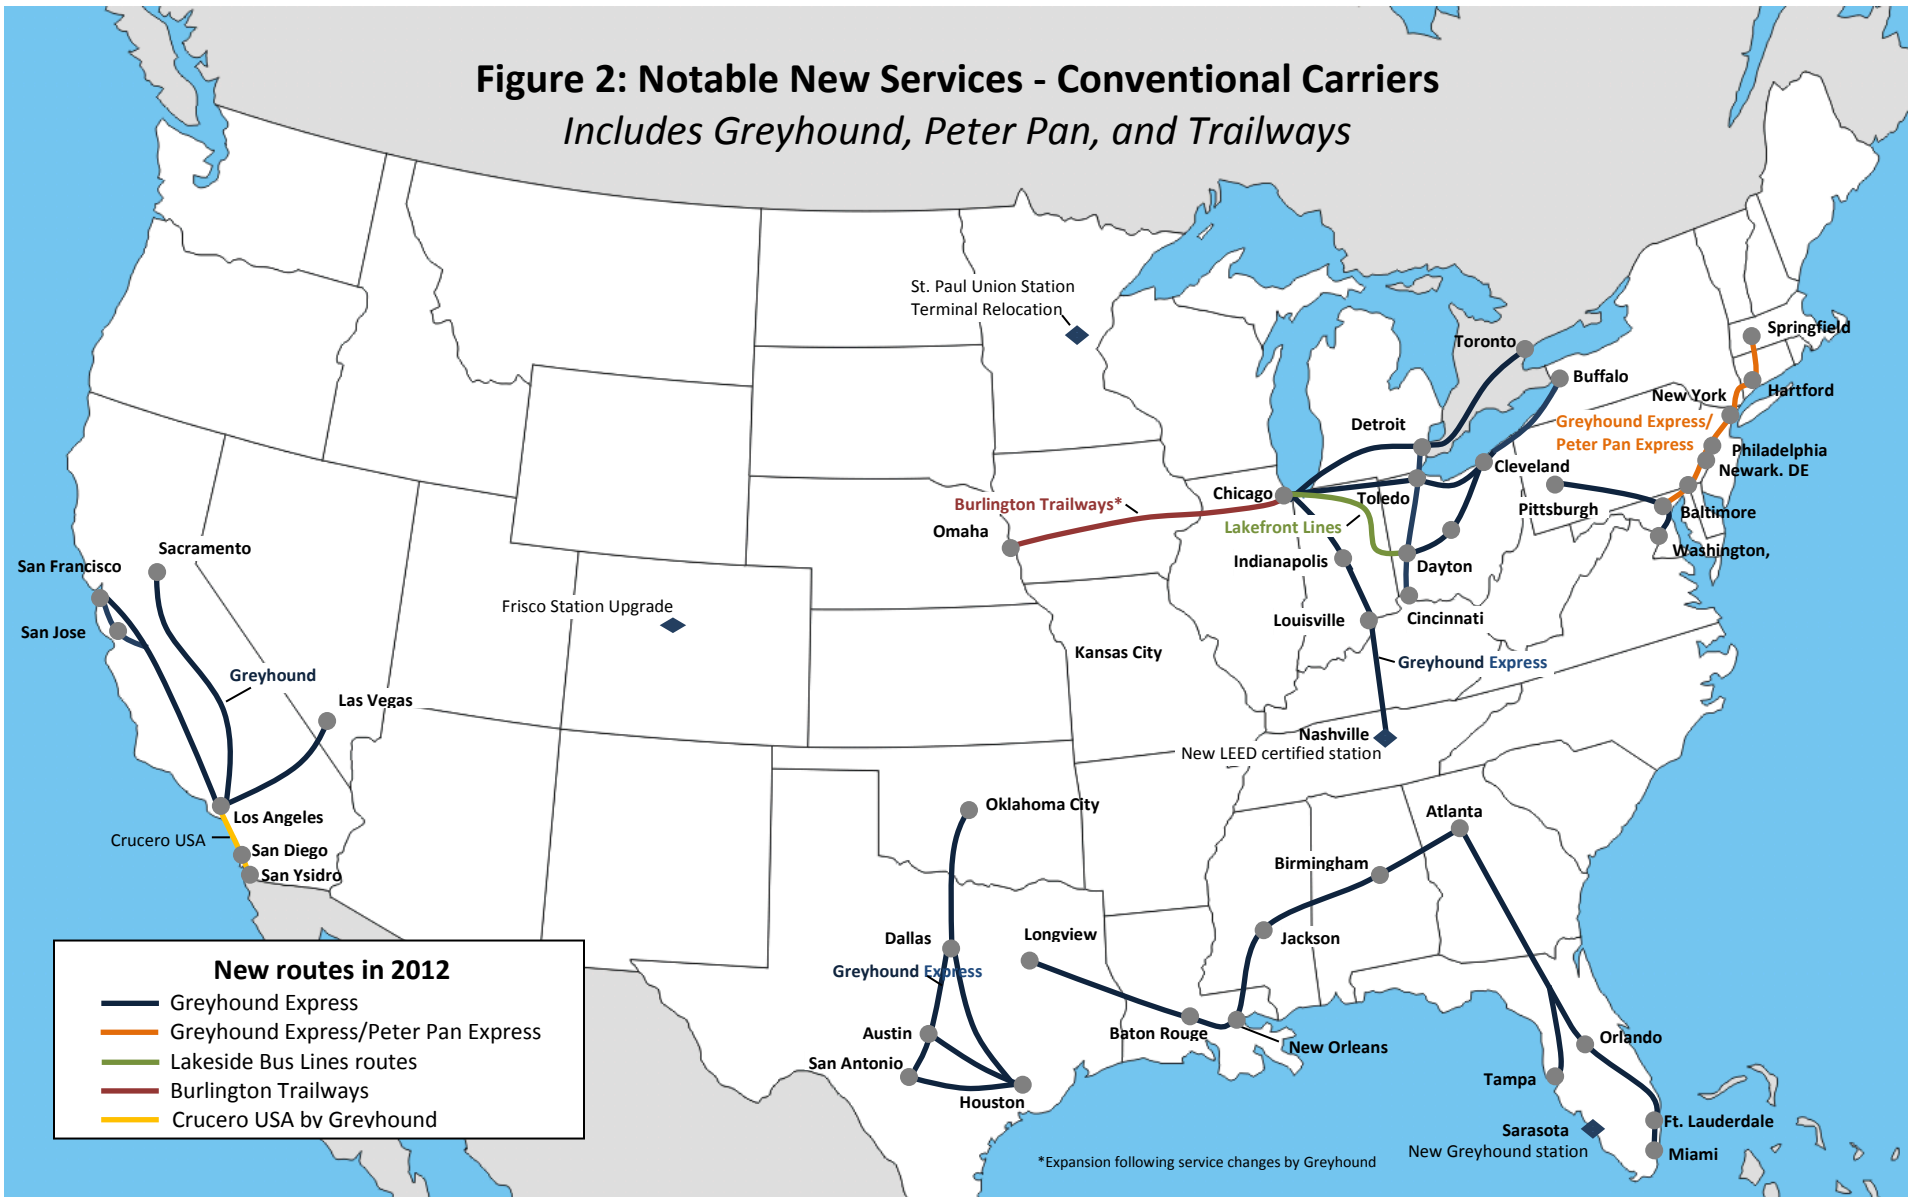 Figure 2: Notable New Services - Conventional Carriers
Includes Greyhound, Peter Pan, and Trailways
St. Paul Union Station
Terminal Relocation
Toronto
Springfield
Buffalo
Hartford
New York
Greyhound Express/
Peter Pan Express
Detroit
Philadelphia
Newark. DE
Cleveland
Chicago
Toledo
Pittsburgh
Baltimore
Burlington Trailways*
Lakefront Lines
Omaha
Washington,
Sacramento
San Francisco
Indianapolis
Dayton
Frisco Station Upgrade
Cincinnati
San Jose
Louisville
Kansas City
Greyhound Express
Greyhound
Las Vegas
Nashville
New LEED certified station
Oklahoma City
Los Angeles
Atlanta
Crucero USA
San Diego
Birmingham
San Ysidro
Dallas
Longview
Jackson
Greyhound Express
Austin
Baton Rouge
New Orleans
Orlando
San Antonio
Tampa
Houston
Ft. Lauderdale
Sarasota
New Greyhound station
Miami
*Expansion following service changes by Greyhound
New routes in 2012
Greyhound Express
Greyhound Express/Peter Pan Express
Lakeside Bus Lines routes
Burlington Trailways
Crucero USA by Greyhound